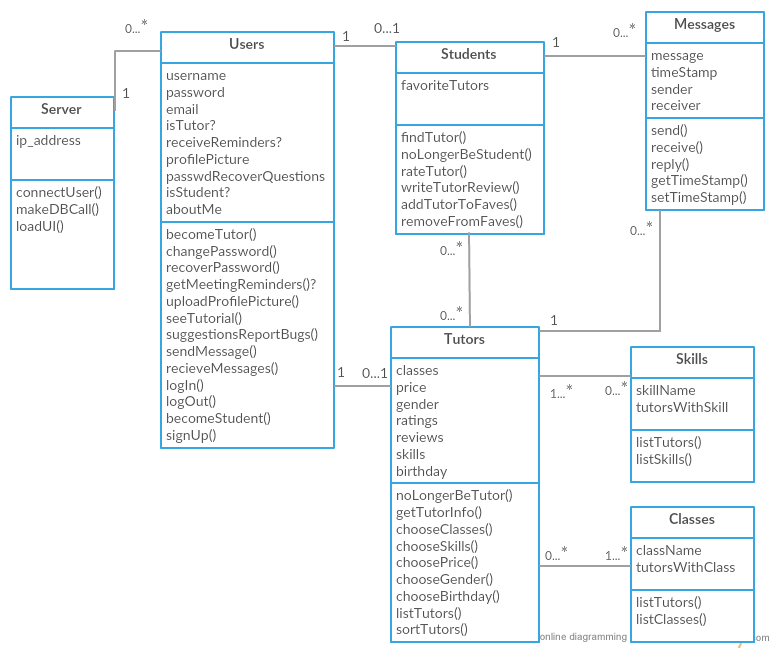 Server
ip_address
connectUser()
makeDBCall()
loadUI()
0...*
1
Users
username
password
email
isTutor?
receiveReminders?
profilePicture
passwdRecoverQuestions
isStudent?
aboutMe
becomeTutor()
changePassword()
recoverPassword()
getMeetingReminders()?
uploadProfilePicture()
seeTutorial()
suggestionsReportBugs()
sendMessage()
recieveMessages()
logIn()
logOut()
becomeStudent()
signUp()
1
0...1
Students
favoriteTutors
findTutor()
noLongerBeStudent()
rateTutor()
writeTutorReview()
addTutorToFaves()
removeFromFaves()
1
0...*
Messages
message
timeStamp
sender
receiver
send()
receive()
reply()
getTimeStamp()
setTimeStamp()
0...*
0...*
0...*
1
1
0...1
Tutors
classes
price
gender
ratings
reviews
skills
birthday
noLongerBeTutor()
getTutorInfo()
chooseClasses()
chooseSkills()
choosePrice()
chooseGender()
chooseBirthday()
listTutors()
sortTutors()
1...*
0...*
Skills
skillName
tutorsWithSkill
listTutors()
listSkills()
0...*
1...*
Classes
className
tutorsWithClass
listTutors()
listClasses()
online diagramming
om